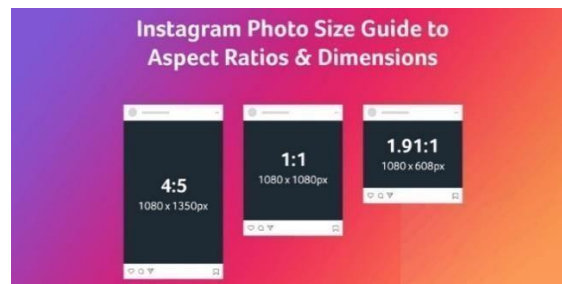 Instagram Photo Size Guide to
Aspect Ratios & Dimensions
4:5
1080 x 1350px
1:1
1080 x 1080px
1.91:1
1080 x 608px